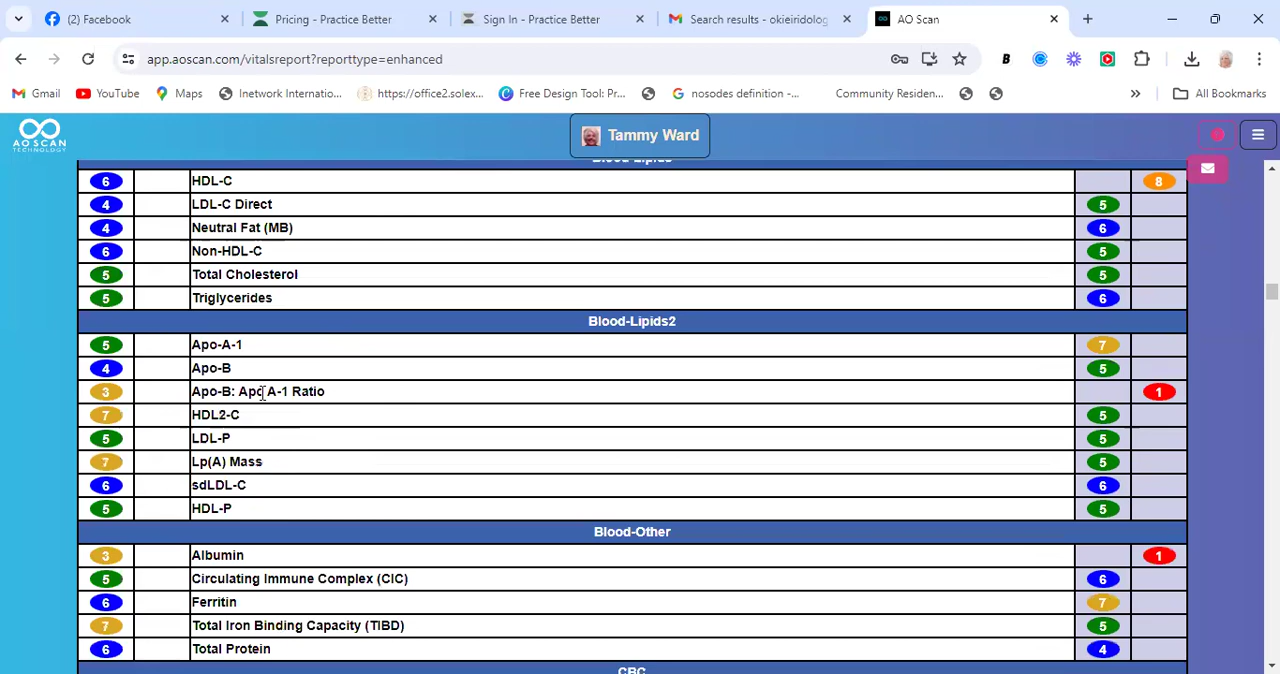 (2) Facebook
Pricing - Practice Better
Sign In - Practice Better
Search results - okieiridolog
AO Scan
app.aoscan.com/vitalsreport?reporttype=enhanced
B
Gmail
YouTube
Maps
Inetwork Internatio...
https://office2.solex...
Free Design Tool: Pr...
nosodes definition -...
Community Residen...
»
All Bookmarks
AO SCAN
TECHNOLOGY
Tammy Ward
Blood-Lipids
6 HDL-C 8
4 LDL-C Direct 5
4 Neutral Fat (MB) 6
6 Non-HDL-C 5
5 Total Cholesterol 5
5 Triglycerides 6
Blood-Lipids2
5 Apo-A-1 7
4 Apo-B 5
3 Apo-B: Apo A-1 Ratio 1
7 HDL2-C 5
5 LDL-P 5
7 Lp(A) Mass 5
6 sdLDL-C 6
5 HDL-P 5
Blood-Other
3 Albumin 1
5 Circulating Immune Complex (CIC) 6
6 Ferritin 7
7 Total Iron Binding Capacity (TIBD) 5
6 Total Protein 4
CBC